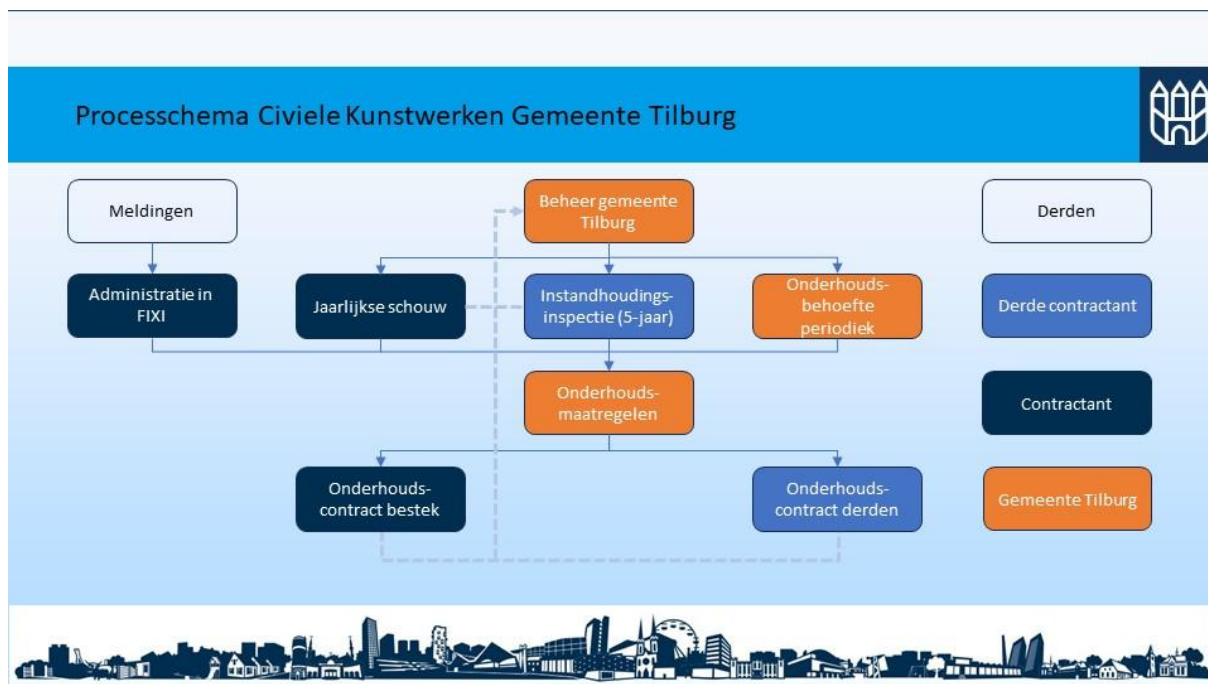 Processchema Civiele Kunstwerken Gemeente Tilburg
Meldingen
Beheer gemeente
Tilburg
Derden
Administratie in
FIXI
Jaarlijkse schouw
Instandhoudings-
inspectie (5-jaar)
Onderhouds-
behoefte
periodiek
Derde contractant
Onderhouds-
maatregelen
Contractant
Onderhouds-
contract bestek
Onderhouds-
contract derden
Gemeente Tilburg